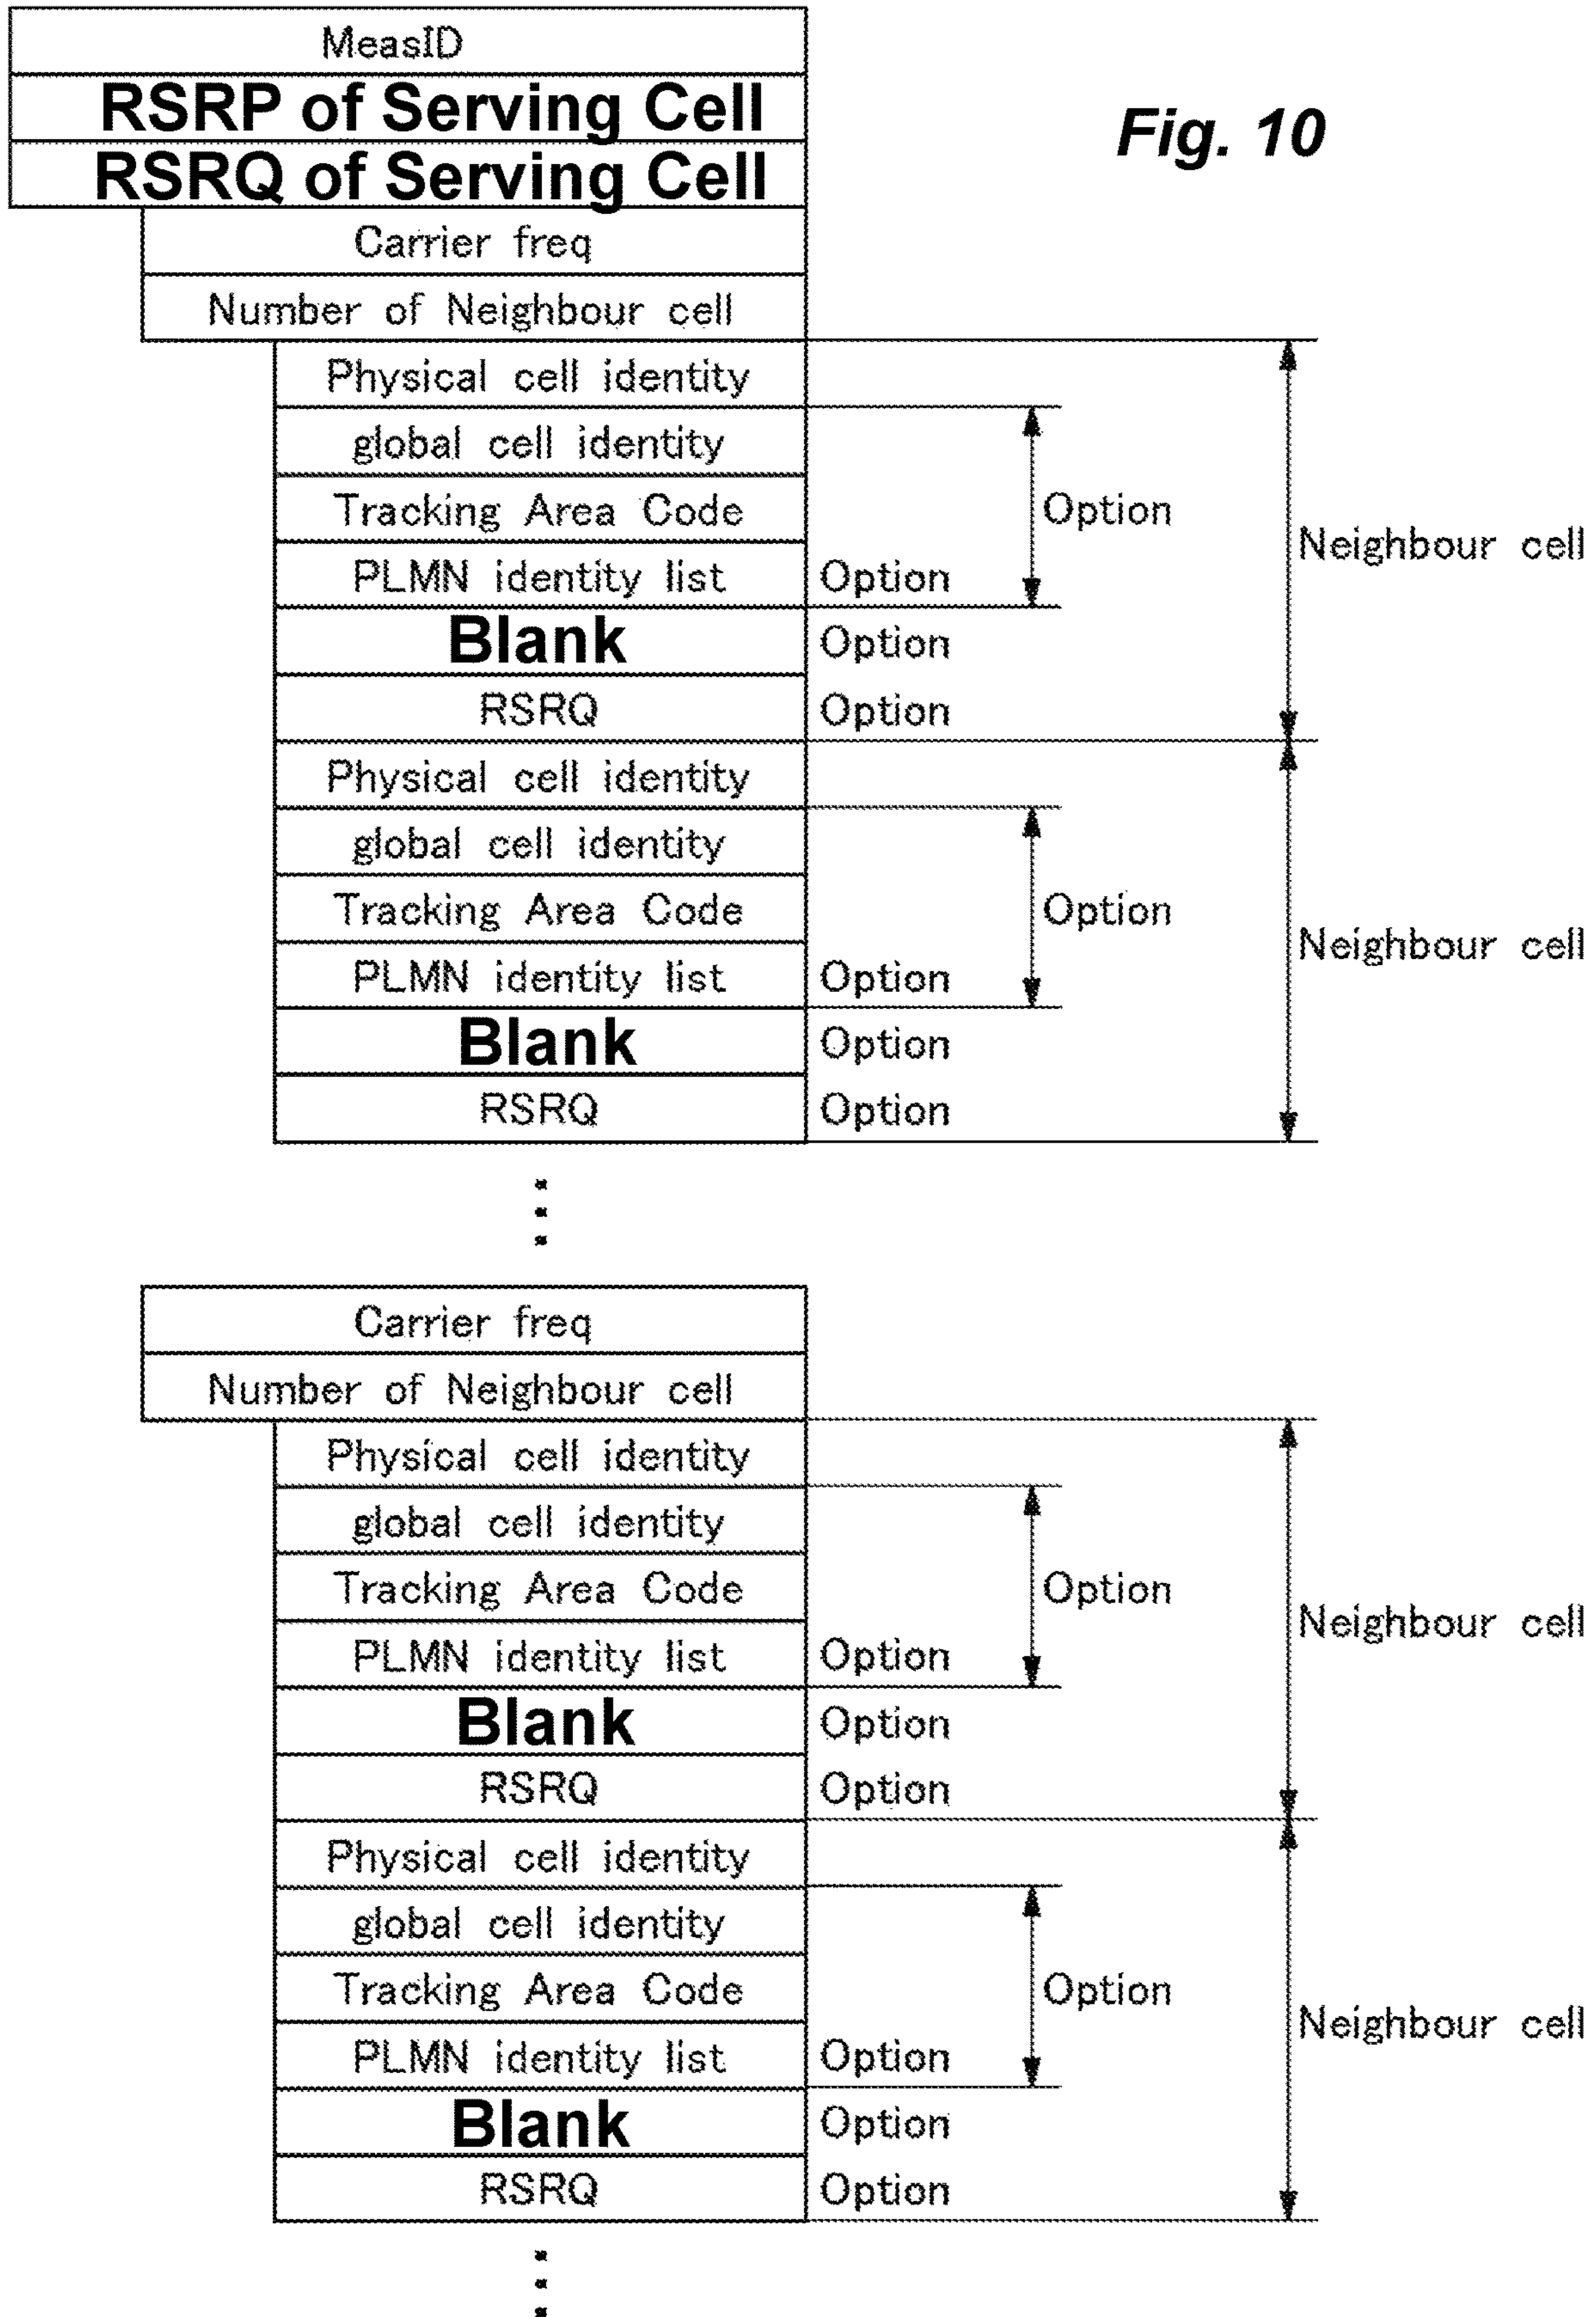 MeasID
RSRP of Serving Cell
Fig. 10
RSRQ of Serving Cell
Carrier freq
Number of Neighbour cell
Physical cell identity
global cell identity
Tracking Area Code
Option
Neighbour cell
PLMN identity list Option
Blank Option
RSRQ Option
Physical cell identity
global cell identity
Tracking Area Code
Option
Neighbour cell
PLMN identity list Option
Blank Option
RSRQ Option
Carrier freq
Number of Neighbour cell
Physical cell identity
global cell identity
Tracking Area Code
Option
Neighbour cell
PLMN identity list Option
Blank Option
RSRQ Option
Physical cell identity
global cell identity
Tracking Area Code
Option
Neighbour cell
PLMN identity list Option
Blank Option
RSRQ Option